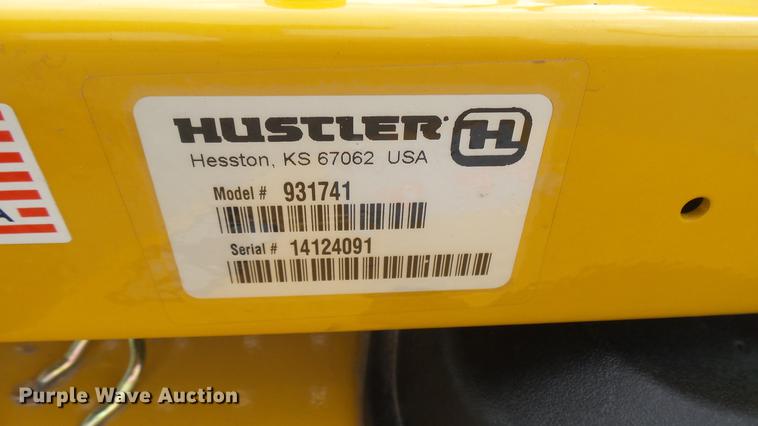 HUSTLER
H
Hesston, KS 67062 USA
Model # 931741
Serial # 14124091
A
Purple Wave Auction